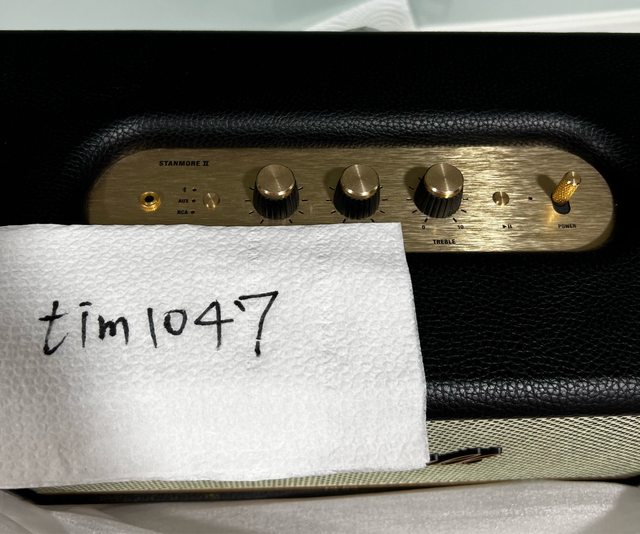 STANMORE II
AUX
RCA
0 10
TREBLE
POWER
tim1047